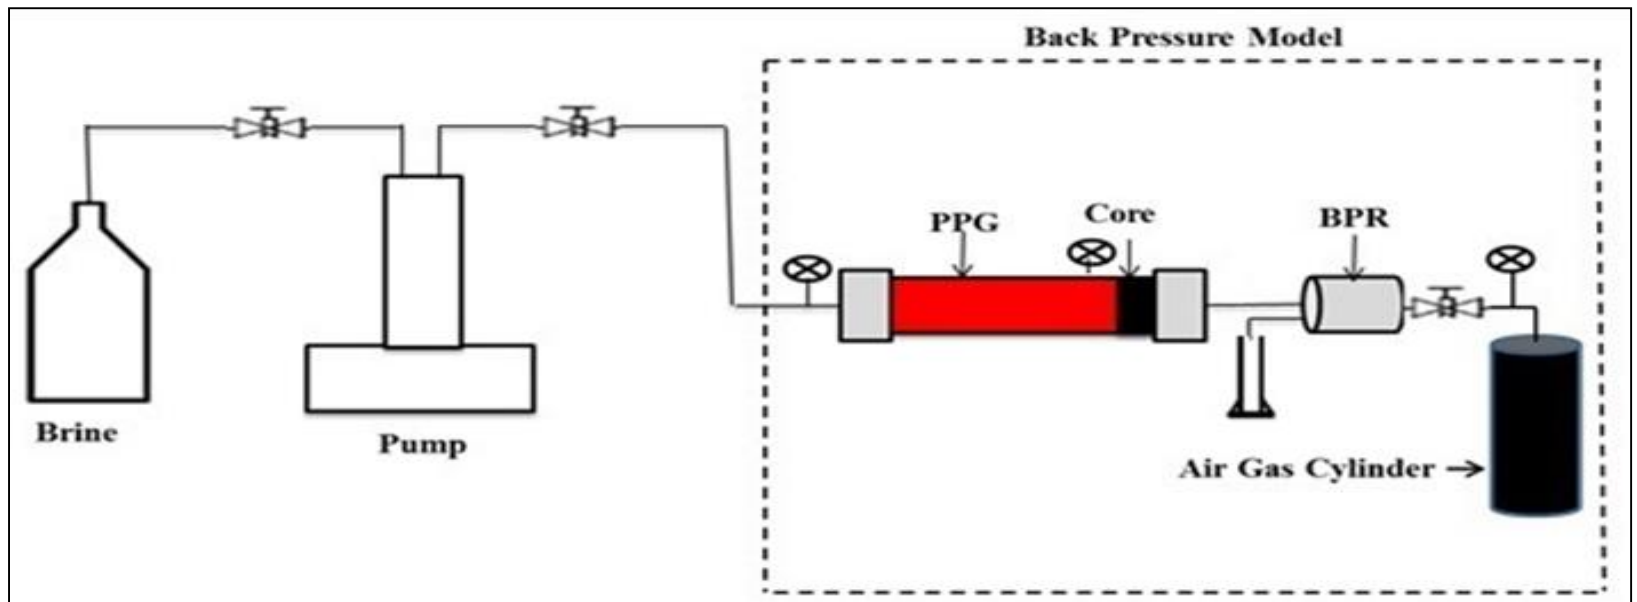 Back Pressure Model
PPG
Core
BPR
Brine
Pump
Air Gas Cylinder